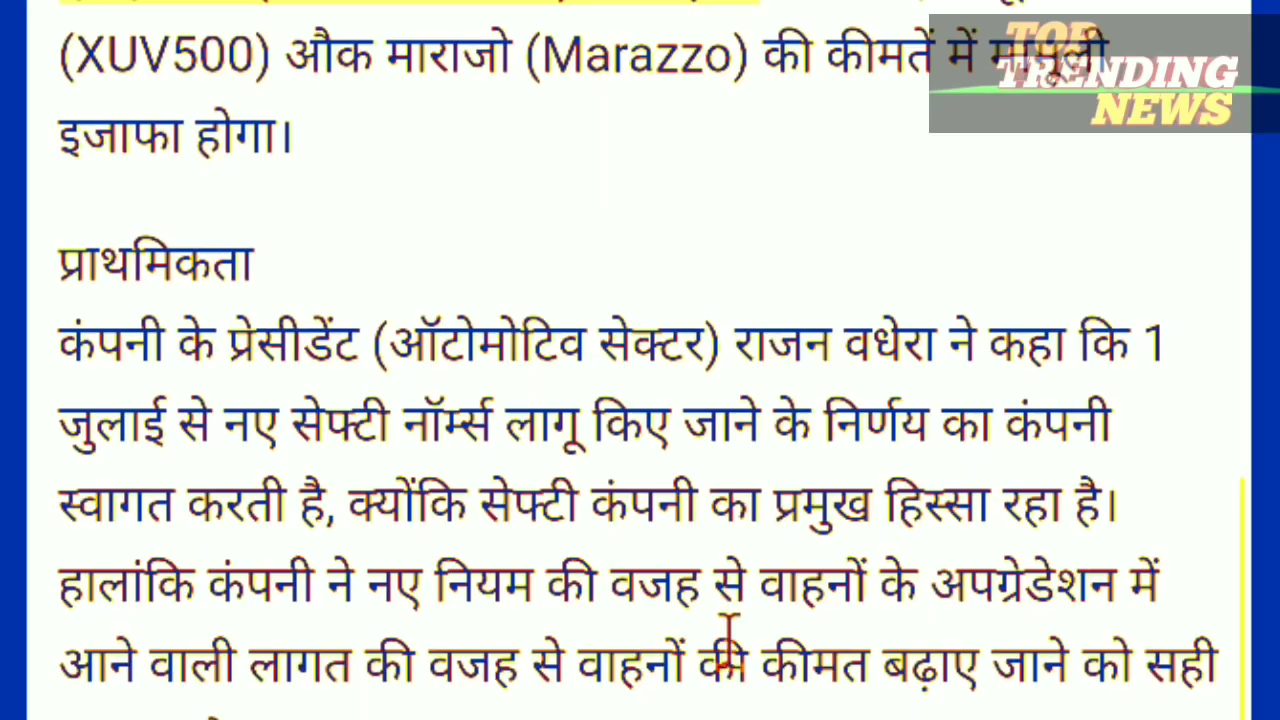 (XUV500) औक माराजो (Marazzo) की कीमतें में मामूली
TOP
TRENDING
NEWS
इजाफा होगा।
प्राथमिकता
कंपनी के प्रेसीडेंट (ऑटोमोटिव सेक्टर) राजन वधेरा ने कहा कि 1
जुलाई से नए सेफ्टी नॉर्म्स लागू किए जाने के निर्णय का कंपनी
स्वागत करती है, क्योंकि सेफ्टी कंपनी का प्रमुख हिस्सा रहा है।
हालांकि कंपनी ने नए नियम की वजह से वाहनों के अपग्रेडेशन में
आने वाली लागत की वजह से वाहनों की कीमत बढ़ाए जाने को सही